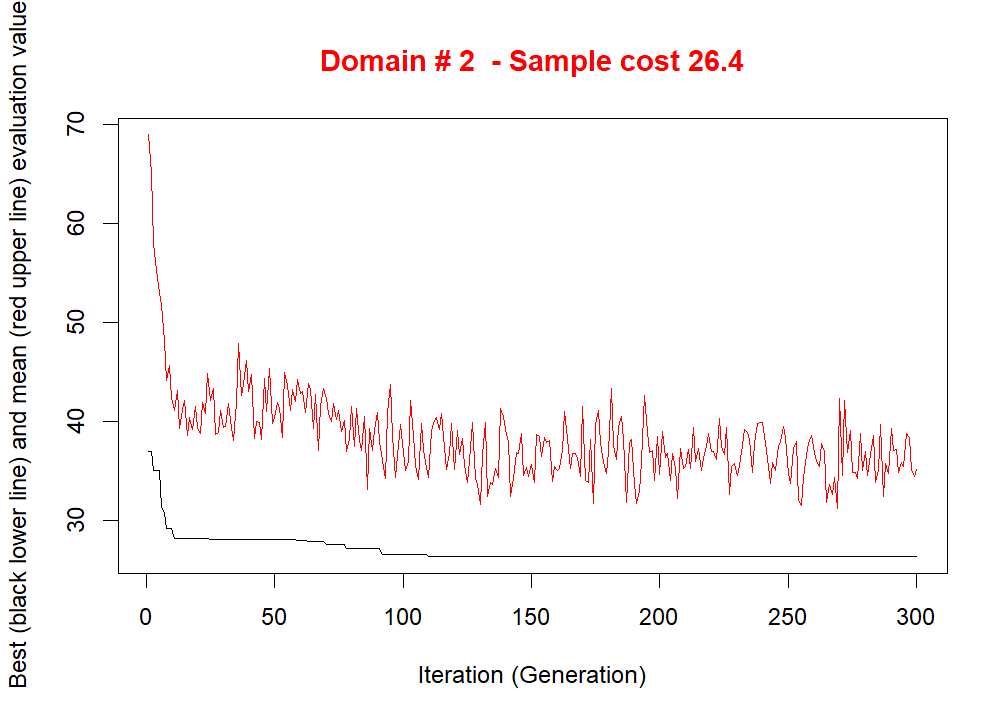 Domain # 2 - Sample cost 26.4
Best (black lower line) and mean (red upper line) evaluation value
70
60
50
40
30
0 50 100 150 200 250 300
Iteration (Generation)